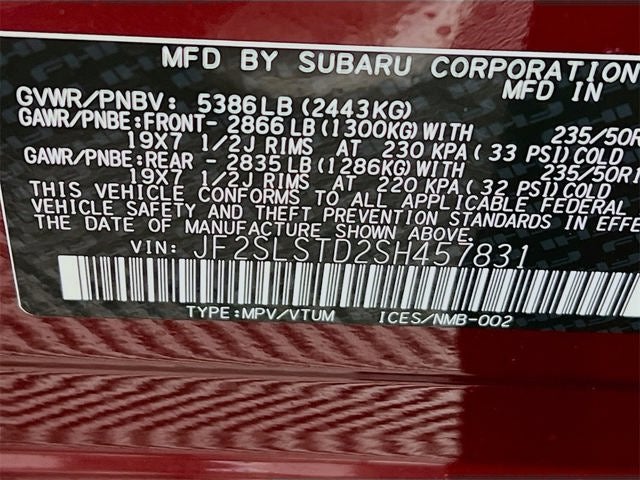 MFD BY SUBARU CORPORATION
MFD IN
GVWR/PNBV: 5386LB (2443KG)
GAWR/PNBE:FRONT- 2866 LB (1300KG) WITH 235/50R1
19X7 1/2J RIMS AT 230 KPA ( 33 PSI) COLD
GAWR/PNBE:REAR - 2835 LB (1286KG) WITH 235/50R1
19X7 1/2J RIMS AT 220 KPA ( 32 PSI) COLD
THIS VEHICLE CONFORMS TO ALL APPLICABLE FEDERAL
VEHICLE SAFETY AND THEFT PREVENTION STANDARDS IN EFFE
THE DATE OF MANUFACTURE SHOWN ABOVE.
VIN: JF2SLSTD2SH457831
TYPE:MPV/VTUM ICES/NMB-002